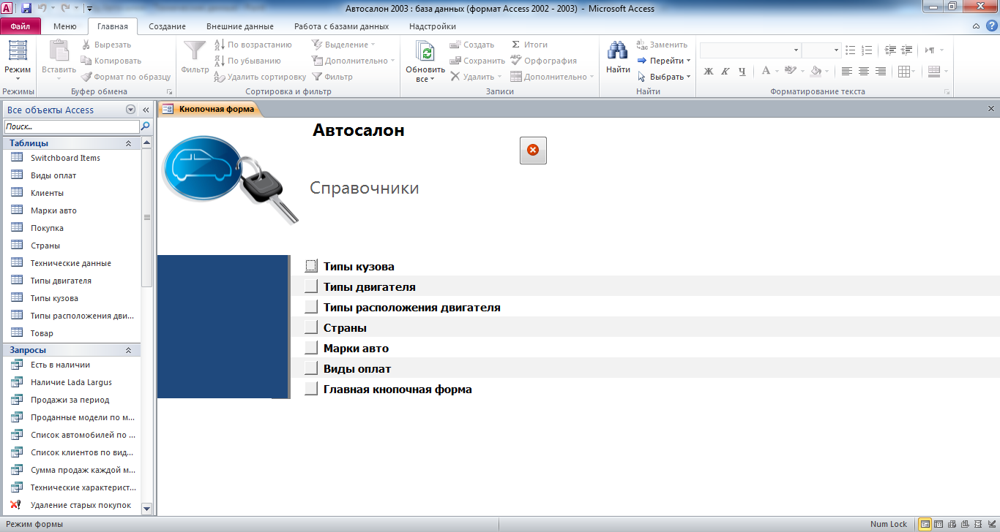 Автосалон 2003 : база данных (формат Access 2002 - 2003) - Microsoft Access
Файл Меню Главная Создание Внешние данные Работа с базами данных Надстройки
Режим
Режимы
Вставить
Вырезать
Копировать
Формат по образцу
Буфер обмена
Фильтр
По возрастанию
По убыванию
Удалить сортировку
Выделение
Дополнительно
Фильтр
Сортировка и фильтр
Обновить
все
Создать
Сохранить
Удалить
Итоги
Орфография
Дополнительно
Записи
Найти
Заменить
Перейти
Выбрать
Найти
Ж К Ч А
Форматирование текста
Все объекты Access
Поиск...
Таблицы
Switchboard Items
Виды оплат
Клиенты
Марки авто
Покупка
Страны
Технические данные
Типы двигателя
Типы кузова
Типы расположения дви...
Товар
Запросы
Есть в наличии
Наличие Lada Largus
Продажи за период
Проданные модели по м...
Список автомобилей по ...
Список клиентов по вид...
Сумма продаж каждой м...
Технические характерист...
Удаление старых покупок
Кнопочная форма
Автосалон
Справочники
Типы кузова
Типы двигателя
Типы расположения двигателя
Страны
Марки авто
Виды оплат
Главная кнопочная форма
Режим формы
Num Lock